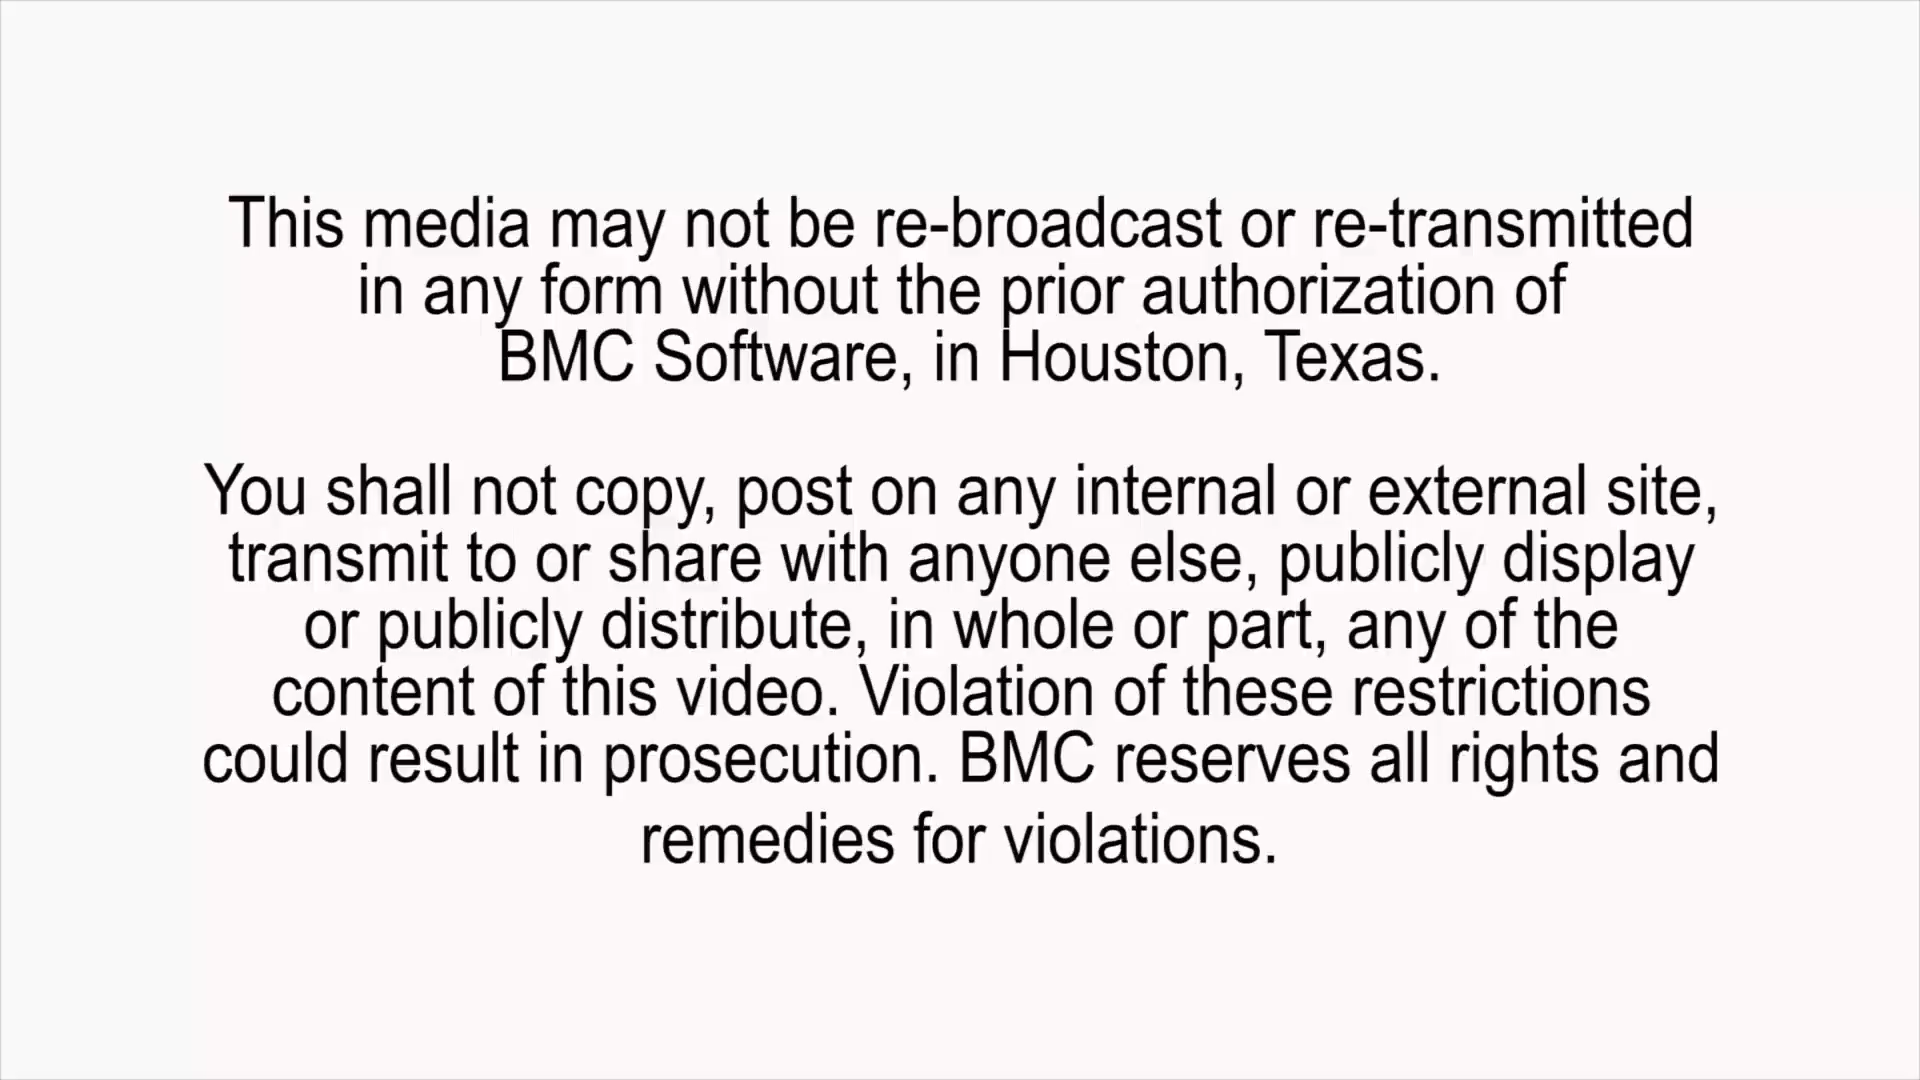 This media may not be re-broadcast or re-transmitted
in any form without the prior authorization of
BMC Software, in Houston, Texas.
You shall not copy, post on any internal or external site,
transmit to or share with anyone else, publicly display
or publicly distribute, in whole or part, any of the
content of this video. Violation of these restrictions
could result in prosecution. BMC reserves all rights and
remedies for violations.